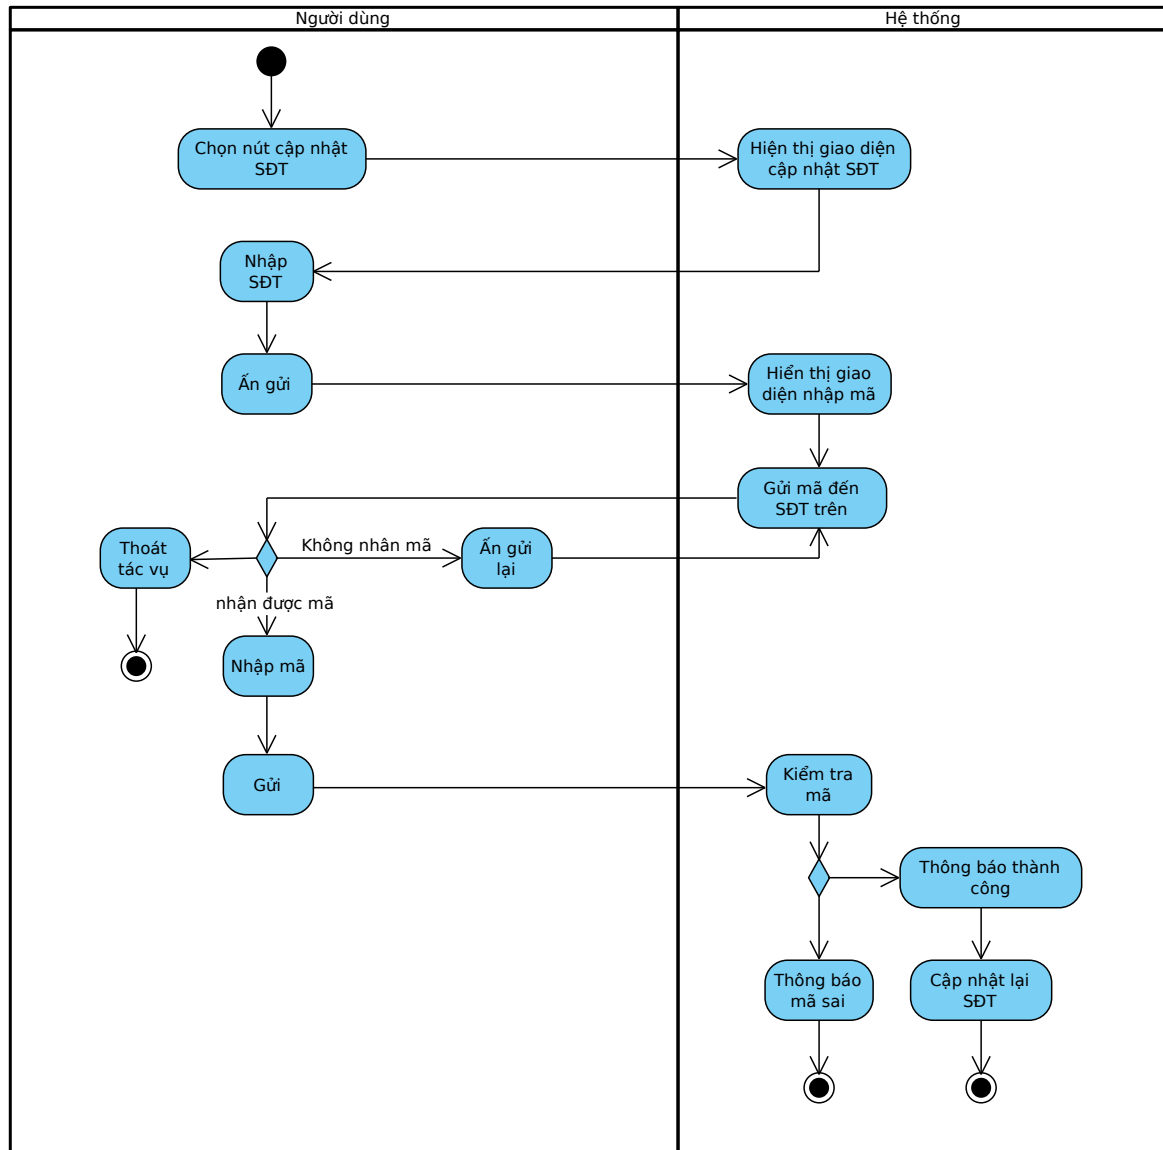 Người dùng
Hệ thống
Chọn nút cập nhật
SĐT
Hiện thị giao diện
cập nhật SĐT
Nhập
SĐT
Ấn gửi
Hiển thị giao
diện nhập mã
Gửi mã đến
SĐT trên
Thoát
tác vụ
Không nhân mã
Ấn gửi
lại
nhận được mã
Nhập mã
Gửi
Kiểm tra
mã
Thông báo thành
công
Thông báo
mã sai
Cập nhật lại
SĐT